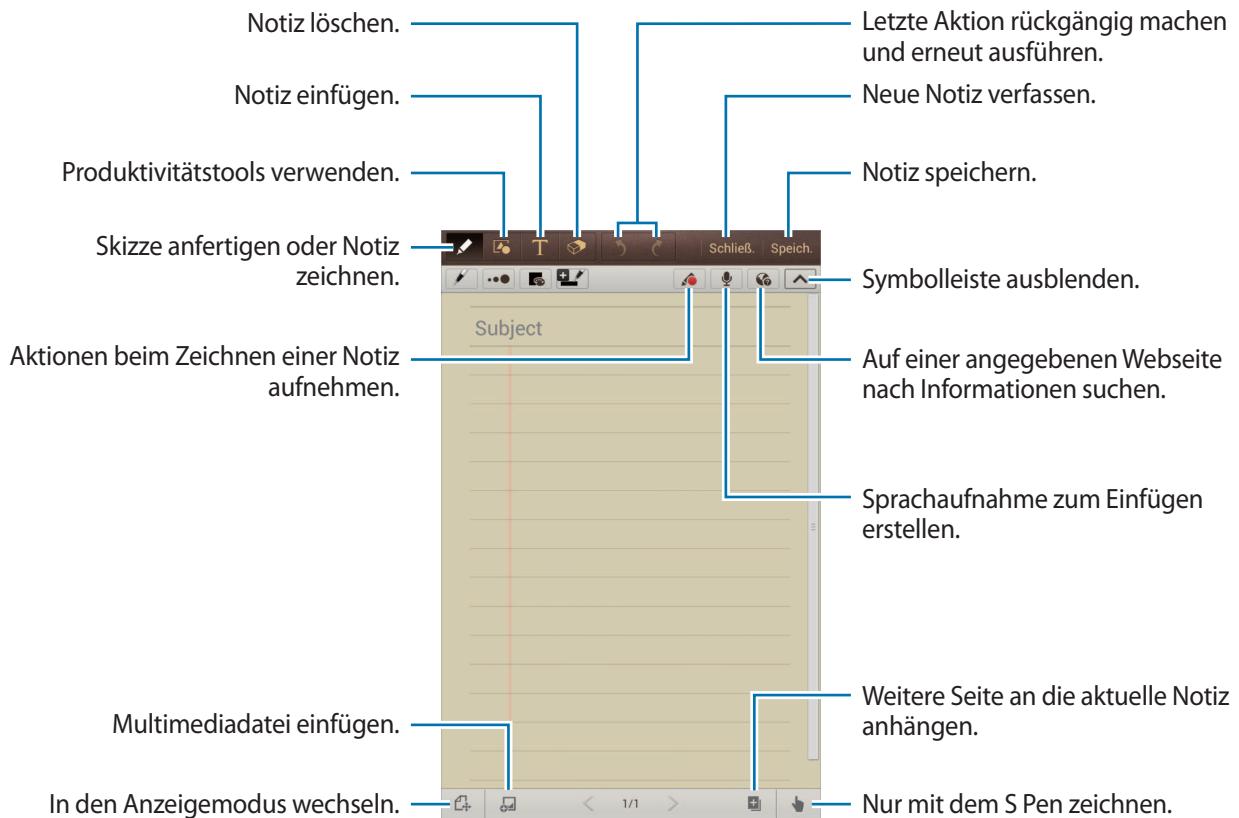 Notiz löschen.
Notiz einfügen.
Produktivitätstools verwenden.
Skizze anfertigen oder Notiz
zeichnen.
Aktionen beim Zeichnen einer Notiz
aufnehmen.
Multimediadatei einfügen.
In den Anzeigemodus wechseln.
T
Schließ. Speich.
Subject
1/1
Letzte Aktion rückgängig machen
und erneut ausführen.
Neue Notiz verfassen.
Notiz speichern.
Symbolleiste ausblenden.
Auf einer angegebenen Webseite
nach Informationen suchen.
Sprachaufnahme zum Einfügen
erstellen.
Weitere Seite an die aktuelle Notiz
anhängen.
Nur mit dem S Pen zeichnen.